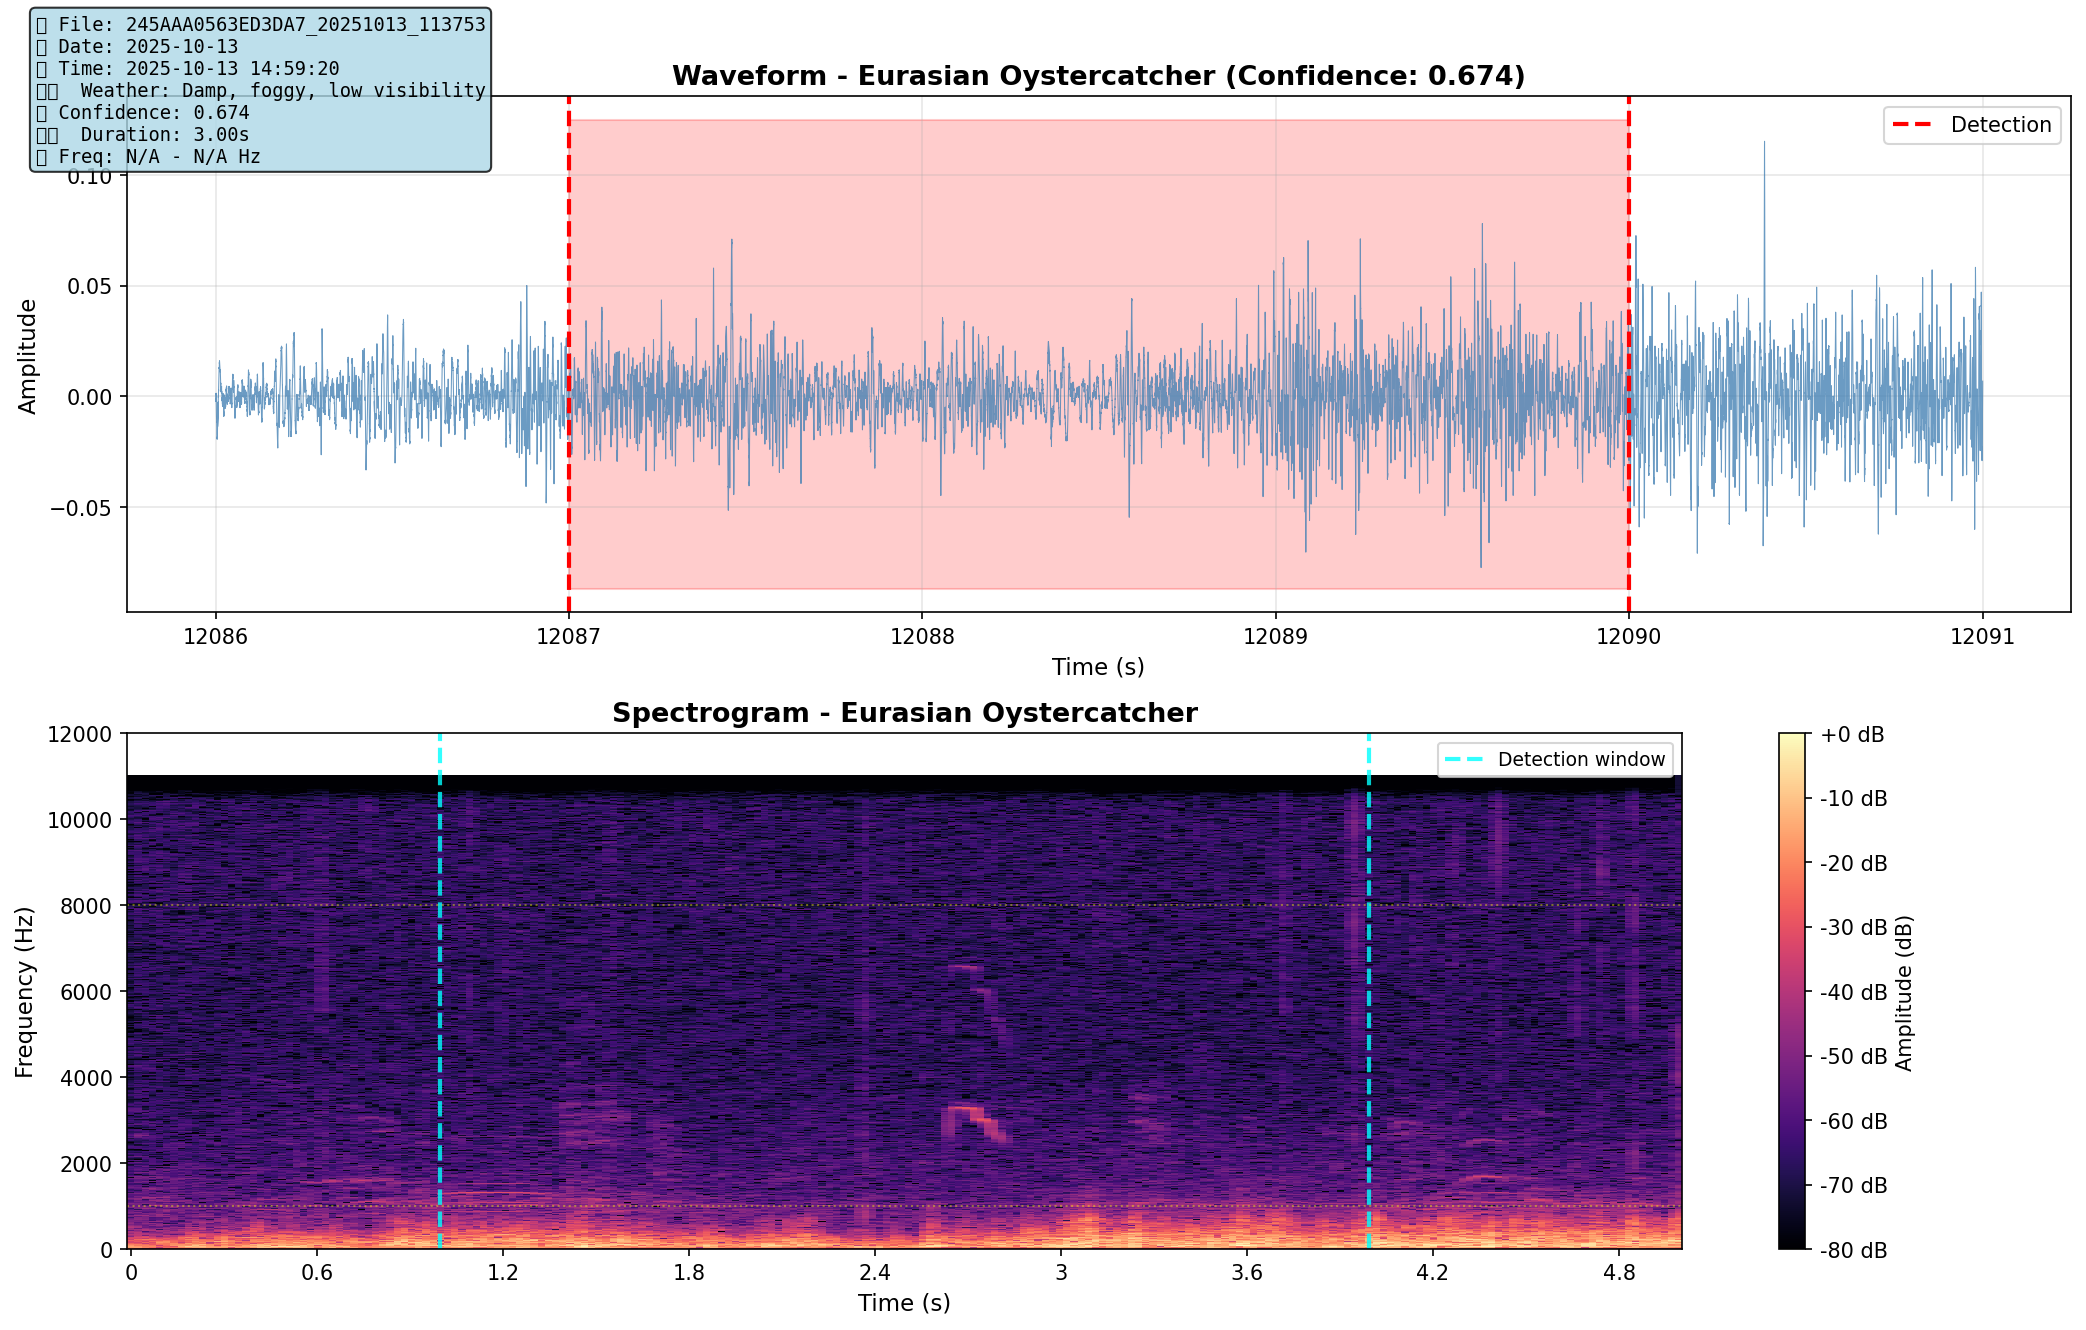 File: 245AAA0563ED3DA7_20251013_113753
Date: 2025-10-13
Time: 2025-10-13 14:59:20
Weather: Damp, foggy, low visibility
Confidence: 0.674
Duration: 3.00s
Freq: N/A - N/A Hz
Waveform - Eurasian Oystercatcher (Confidence: 0.674)
Detection
0.10
0.05
0.00
−0.05
Amplitude
12086
12087
12088
12089
12090
12091
Time (s)
Spectrogram - Eurasian Oystercatcher
Detection window
12000
10000
8000
6000
4000
2000
0
Frequency (Hz)
0
0.6
1.2
1.8
2.4
3
3.6
4.2
4.8
Time (s)
+0 dB
-10 dB
-20 dB
-30 dB
-40 dB
-50 dB
-60 dB
-70 dB
-80 dB
Amplitude (dB)